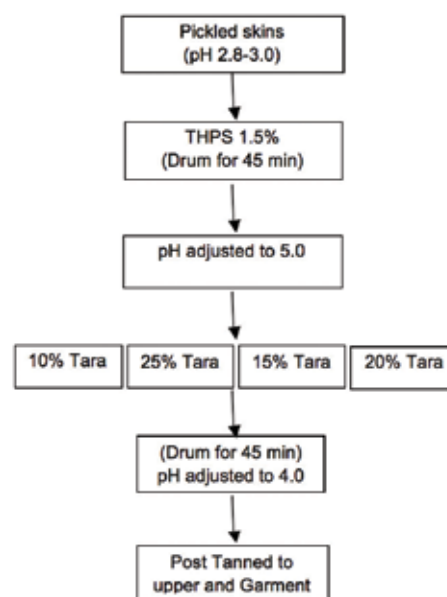 Pickled skins
(pH 2.8-3.0)
THPS 1.5%
(Drum for 45 min)
pH adjusted to 5.0
10% Tara
25% Tara
15% Tara
20% Tara
(Drum for 45 min)
pH adjusted to 4.0
Post Tanned to
upper and Garment